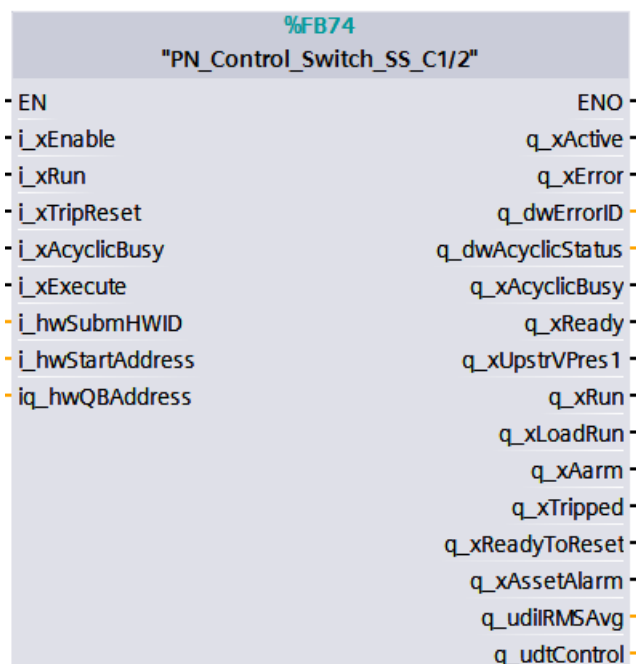 %FB74
"PN_Control_Switch_SS_C1/2"
EN ENO
i_xEnable q_xActive
i_xRun q_xError
i_xTripReset q_dwErrorID
i_xAcyclicBusy q_dwAcyclicStatus
i_xExecute q_xAcyclicBusy
i_hwSubmHWID q_xReady
i_hwStartAddress q_xUpstrVPres1
iq_hwQBAddress q_xRun
q_xLoadRun
q_xAarm
q_xTripped
q_xReadyToReset
q_xAssetAlarm
q_udiIRMSAvg
q_udtControl